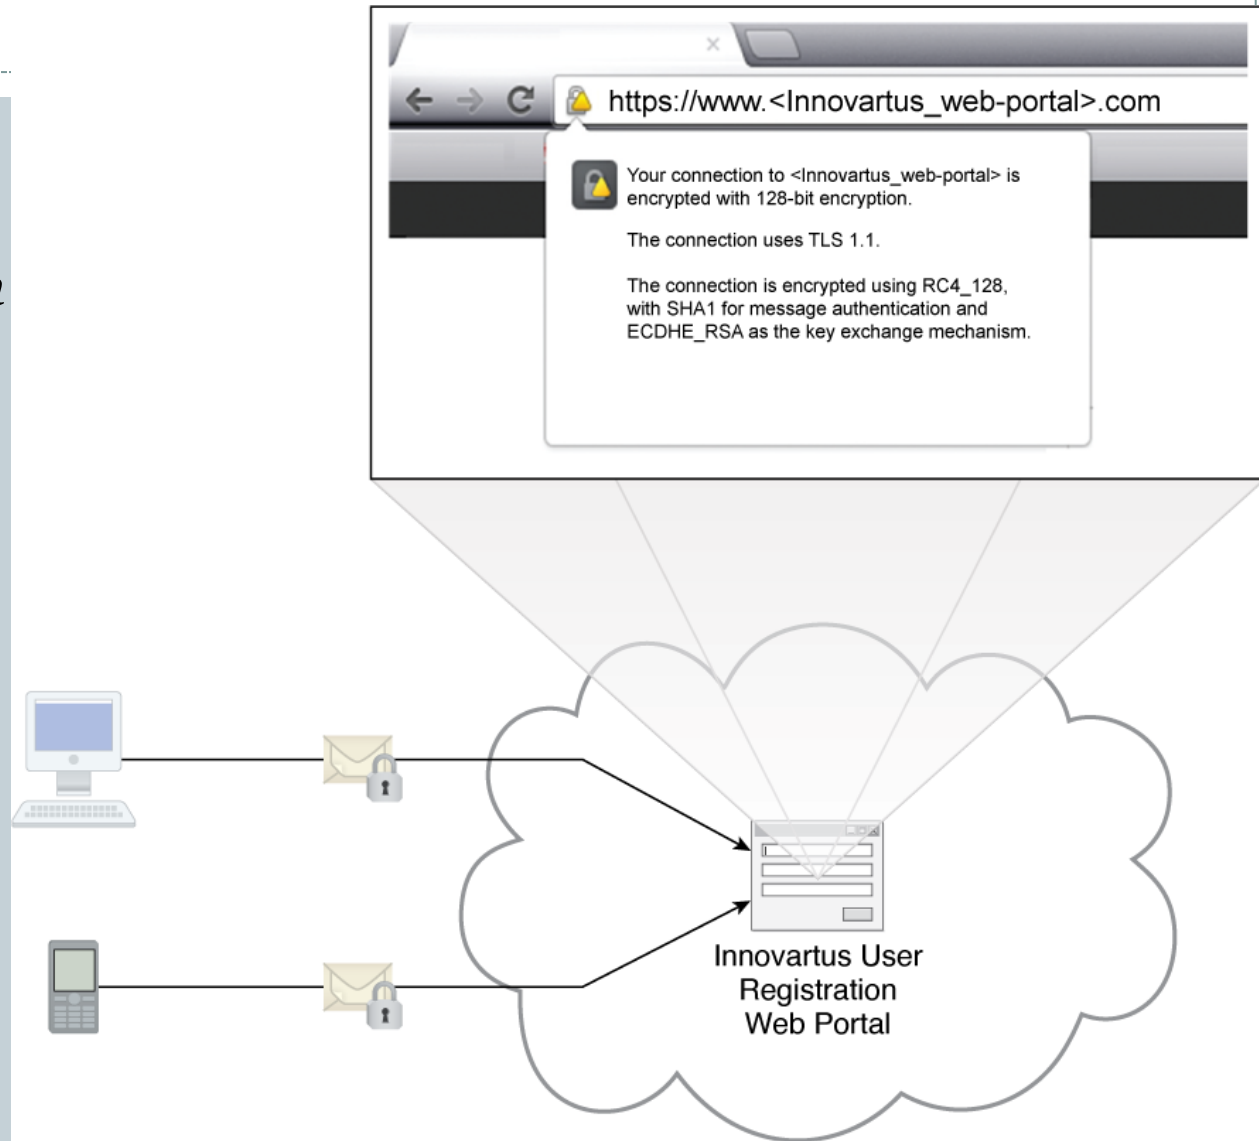 https://www.<Innovartus_web-portal>.com
Your connection to <Innovartus_web-portal> is
encrypted with 128-bit encryption.
The connection uses TLS 1.1.
The connection is encrypted using RC4_128,
with SHA1 for message authentication and
ECDHE_RSA as the key exchange mechanism.
Innovartus User
Registration
Web Portal